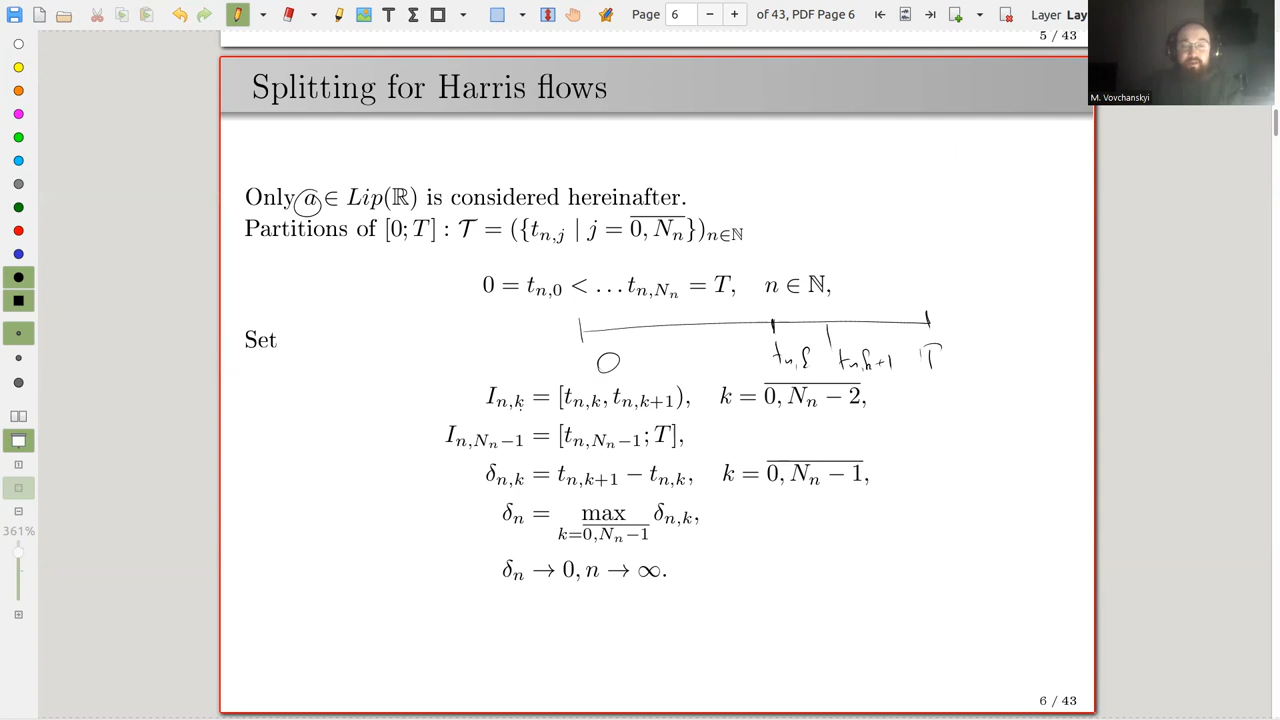 Page 6 of 43, PDF Page 6 Layer Lay
5 / 43
M. Vovchanskyi
Splitting for Harris flows
Only a ∈ Lip(ℝ) is considered hereinafter.
Partitions of [0; T] : 𝒯 = ({t_{n,j} | j = \overline{0, N_n}})_{n∈ℕ}
0 = t_{n,0} < … t_{n,N_n} = T, n ∈ ℕ,
Set
0 t_{n,k} t_{n,k+1} T
I_{n,k} = [t_{n,k}, t_{n,k+1}), k = \overline{0, N_n − 2},
I_{n,N_n−1} = [t_{n,N_n−1}; T],
δ_{n,k} = t_{n,k+1} − t_{n,k}, k = \overline{0, N_n − 1},
δ_n = max_{k=\overline{0,N_n−1}} δ_{n,k},
δ_n → 0, n → ∞.
361%
6 / 43